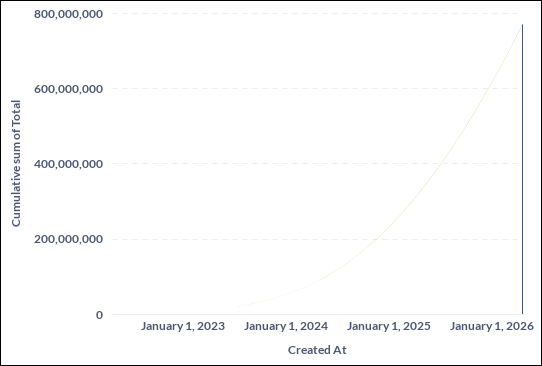 800,000,000
600,000,000
400,000,000
200,000,000
0
Cumulative sum of Total
January 1, 2023 January 1, 2024 January 1, 2025 January 1, 2026
Created At